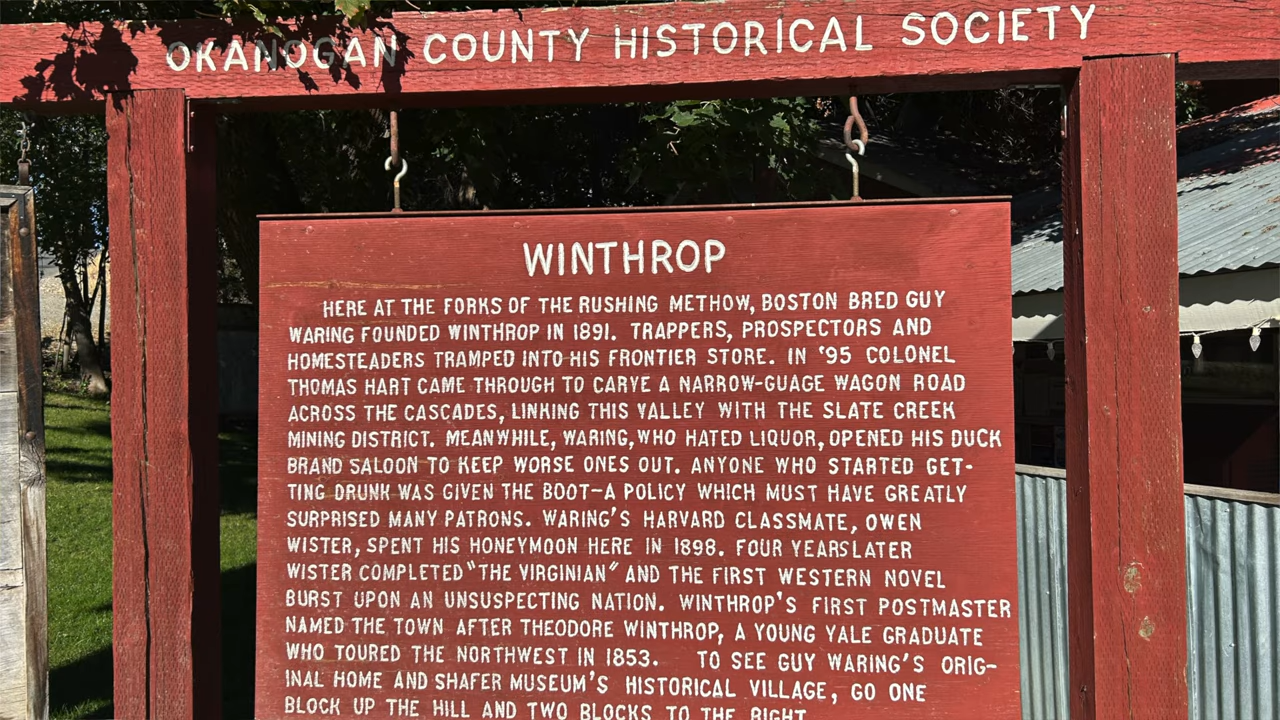 OKANOGAN COUNTY HISTORICAL SOCIETY
WINTHROP
HERE AT THE FORKS OF THE RUSHING METHOW, BOSTON BRED GUY
WARING FOUNDED WINTHROP IN 1891. TRAPPERS, PROSPECTORS AND
HOMESTEADERS TRAMPED INTO HIS FRONTIER STORE. IN '95 COLONEL
THOMAS HART CAME THROUGH TO CARVE A NARROW-GUAGE WAGON ROAD
ACROSS THE CASCADES, LINKING THIS VALLEY WITH THE SLATE CREEK
MINING DISTRICT. MEANWHILE, WARING, WHO HATED LIQUOR, OPENED HIS DUCK
BRAND SALOON TO KEEP WORSE ONES OUT. ANYONE WHO STARTED GET-
TING DRUNK WAS GIVEN THE BOOT-A POLICY WHICH MUST HAVE GREATLY
SURPRISED MANY PATRONS. WARING'S HARVARD CLASSMATE, OWEN
WISTER, SPENT HIS HONEYMOON HERE IN 1898. FOUR YEARS LATER
WISTER COMPLETED "THE VIRGINIAN" AND THE FIRST WESTERN NOVEL
BURST UPON AN UNSUSPECTING NATION. WINTHROP'S FIRST POSTMASTER
NAMED THE TOWN AFTER THEODORE WINTHROP, A YOUNG YALE GRADUATE
WHO TOURED THE NORTHWEST IN 1853. TO SEE GUY WARING'S ORIG-
INAL HOME AND SHAFER MUSEUM'S HISTORICAL VILLAGE, GO ONE
BLOCK UP THE HILL AND TWO BLOCKS TO THE RIGHT